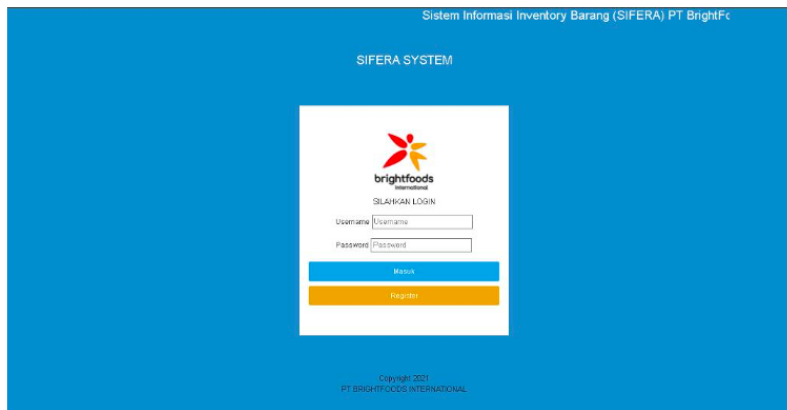 Sistem Informasi Inventory Barang (SIFERA) PT BrightFo
SIFERA SYSTEM
brightfoods
International
SILAHKAN LOGIN
Username Username
Password Password
Masuk
Register
Copyright 2021
PT BRIGHTFOODS INTERNATIONAL